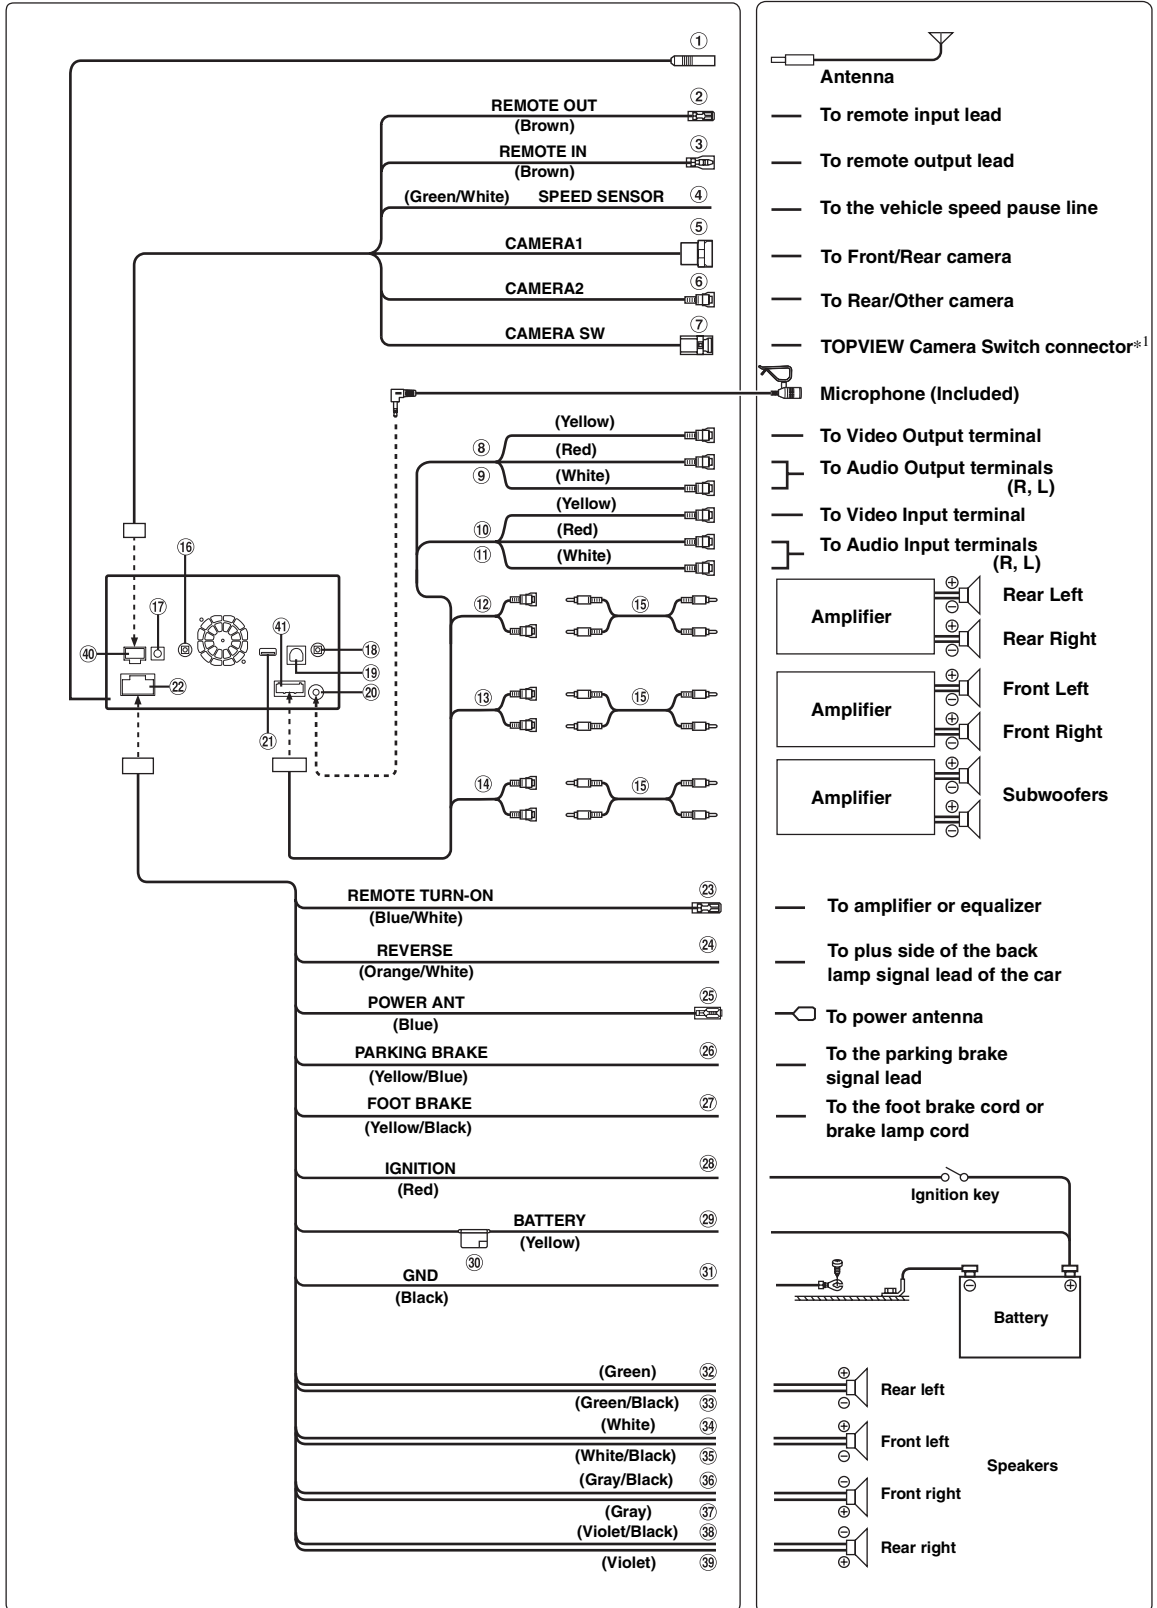 ①
Antenna
②
REMOTE OUT
(Brown)
To remote input lead
③
REMOTE IN
(Brown)
To remote output lead
(Green/White) SPEED SENSOR ④
To the vehicle speed pause line
⑤
CAMERA1
To Front/Rear camera
⑥
CAMERA2
To Rear/Other camera
⑦
CAMERA SW
TOPVIEW Camera Switch connector*1
Microphone (Included)
(Yellow)
To Video Output terminal
⑧
(Red)
⑨
(White)
To Audio Output terminals
(R, L)
(Yellow)
To Video Input terminal
⑩
(Red)
⑪
(White)
To Audio Input terminals
(R, L)
⑯
⑰
㊶
⑱
㊵
⑲
㉒
⑳
㉑
⑫
⑮
Amplifier
⊕
⊖
Rear Left
⊕
⊖
Rear Right
⑬
⑮
Amplifier
⊕
⊖
Front Left
⊕
⊖
Front Right
⑭
⑮
Amplifier
⊕
⊖
⊕
⊖
Subwoofers
REMOTE TURN-ON
(Blue/White)
㉓
To amplifier or equalizer
REVERSE
(Orange/White)
㉔
To plus side of the back
lamp signal lead of the car
POWER ANT
(Blue)
㉕
To power antenna
PARKING BRAKE
(Yellow/Blue)
㉖
To the parking brake
signal lead
FOOT BRAKE
(Yellow/Black)
㉗
To the foot brake cord or
brake lamp cord
IGNITION
(Red)
㉘
Ignition key
BATTERY
(Yellow)
㉙
㉚
GND
(Black)
㉛
⊖
⊕
Battery
(Green) ㉜
(Green/Black) ㉝
⊕
⊖
Rear left
(White) ㉞
(White/Black) ㉟
⊕
⊖
Front left
Speakers
(Gray/Black) ㊱
(Gray) ㊲
⊖
⊕
Front right
(Violet/Black) ㊳
(Violet) ㊴
⊖
⊕
Rear right